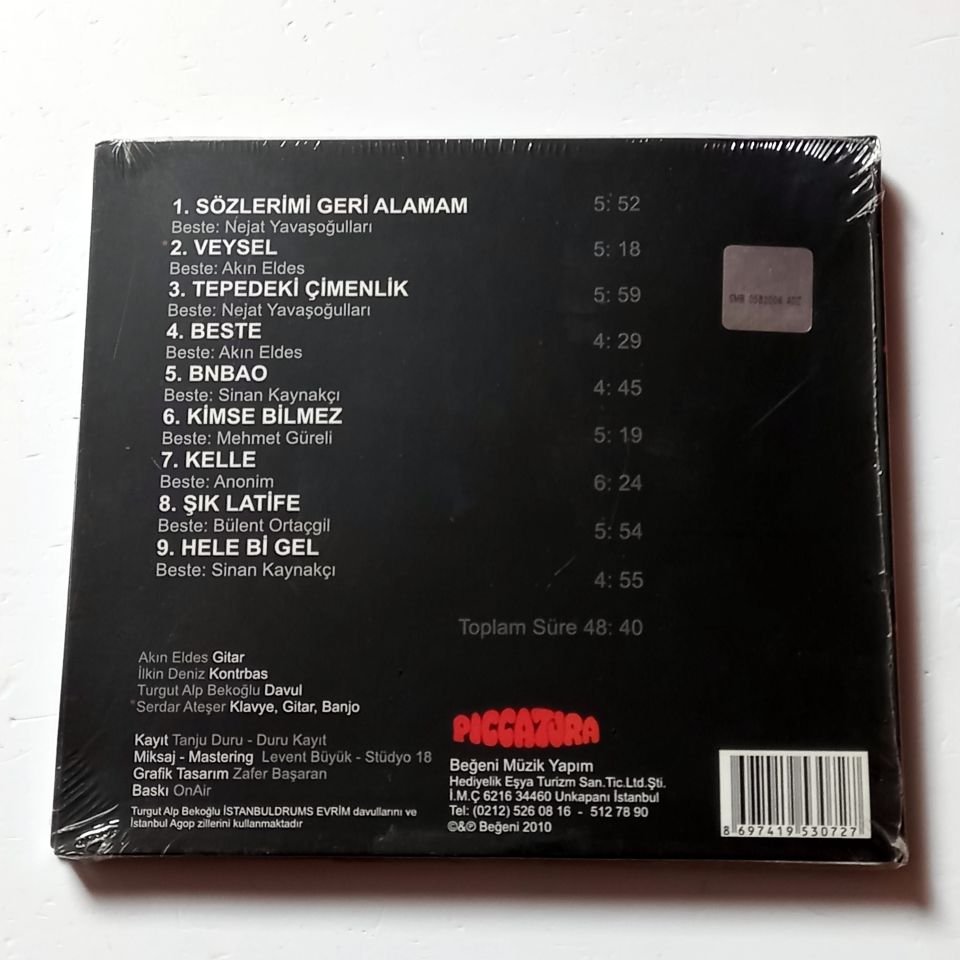 1. SÖZLERİMİ GERİ ALAMAM 5: 52
Beste: Nejat Yavaşoğulları
2. VEYSEL 5: 18
Beste: Akın Eldes
3. TEPEDEKİ ÇİMENLİK 5: 59
Beste: Nejat Yavaşoğulları
4. BESTE 4: 29
Beste: Akın Eldes
5. BNBAO 4: 45
Beste: Sinan Kaynakçı
6. KİMSE BİLMEZ 5: 19
Beste: Mehmet Güreli
7. KELLE 6: 24
Beste: Anonim
8. ŞIK LATİFE 5: 54
Beste: Bülent Ortaçgil
9. HELE Bİ GEL 4: 55
Beste: Sinan Kaynakçı
Toplam Süre 48: 40
Akın Eldes Gitar
İlkin Deniz Kontrbas
Turgut Alp Bekoğlu Davul
Serdar Ateşer Klavye, Gitar, Banjo
Kayıt Tanju Duru - Duru Kayıt
Miksaj - Mastering Levent Büyük - Stüdyo 18
Grafik Tasarım Zafer Başaran
Baskı OnAir
Turgut Alp Bekoğlu İSTANBULDRUMS EVRİM davullarını ve
İstanbul Agop zillerini kullanmaktadır
PICCATURA
Beğeni Müzik Yapım
Hediyelik Eşya Turizm San.Tic.Ltd.Şti.
İ.M.Ç 6216 34460 Unkapanı İstanbul
Tel: (0212) 526 08 16 - 512 78 90
©&℗ Beğeni 2010
8 697419 530727